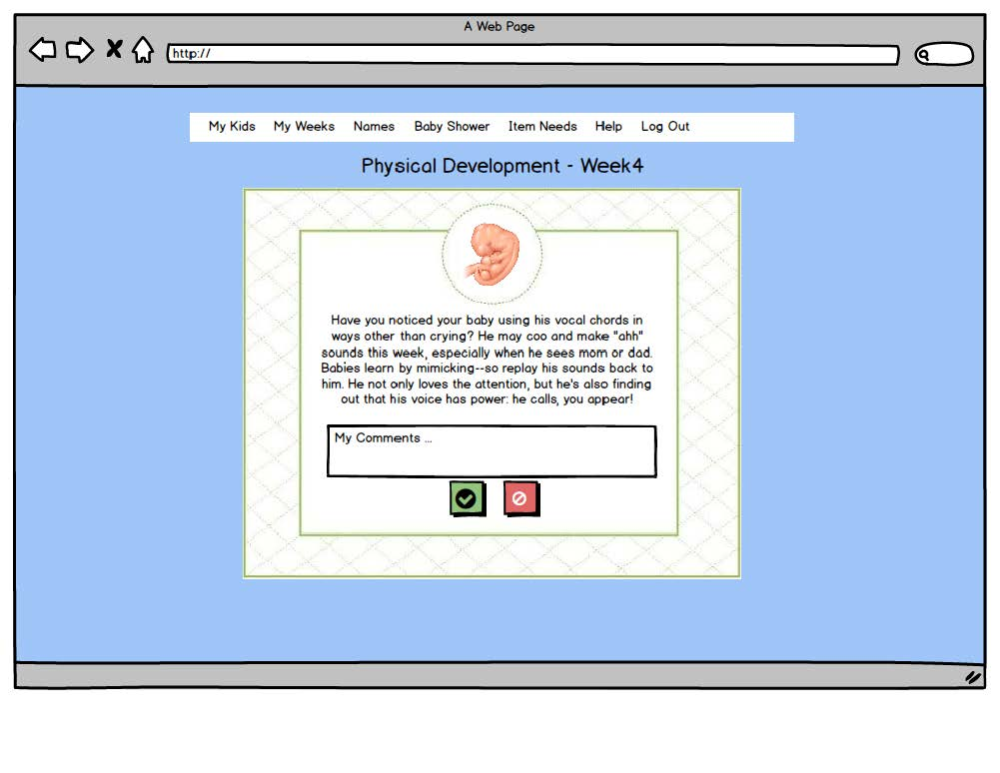 A Web Page
http://
My Kids My Weeks Names Baby Shower Item Needs Help Log Out
Physical Development - Week4
Have you noticed your baby using his vocal chords in
ways other than crying? He may coo and make "ahh"
sounds this week, especially when he sees mom or dad.
Babies learn by mimicking--so replay his sounds back to
him. He not only loves the attention, but he's also finding
out that his voice has power: he calls, you appear!
My Comments ...